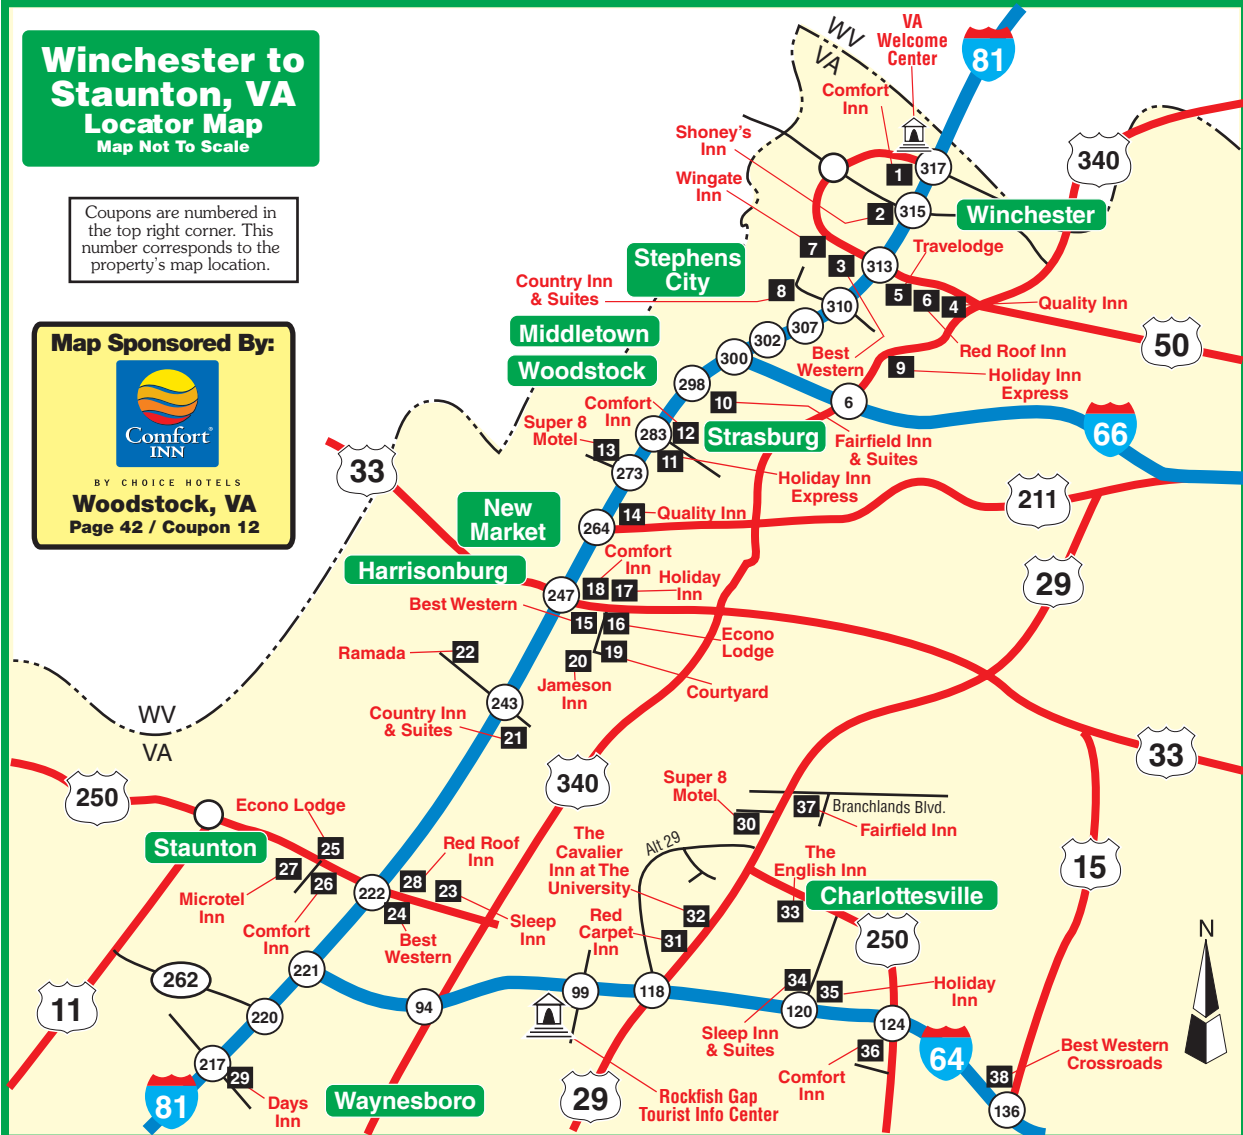 Winchester to
Staunton, VA
Locator Map
Map Not To Scale
Coupons are numbered in
the top right corner. This
number corresponds to the
property's map location.
Map Sponsored By:
Comfort®
INN
BY CHOICE HOTELS
Woodstock, VA
Page 42 / Coupon 12
WV
VA
VA
Welcome
Center
81
Comfort
Inn
340
Shoney's
Inn
1
317
Wingate
Inn
2
315
Winchester
7
3
313
Travelodge
Stephens
City
Country Inn
& Suites
8
5
6
4
Quality Inn
310
Middletown
307
302
50
Best
Western
Red Roof Inn
300
Woodstock
9
Holiday Inn
Express
298
10
6
Comfort
Inn
Super 8
Motel
283
12
Strasburg
66
Fairfield Inn
& Suites
13
11
33
273
Holiday Inn
Express
211
New
Market
14
Quality Inn
264
Comfort
Inn
Harrisonburg
Holiday
Inn
29
18
17
247
Best Western
15
16
Econo
Lodge
Ramada
22
20
19
Jameson
Inn
Courtyard
243
WV
VA
Country Inn
& Suites
21
33
250
340
Super 8
Motel
37
Branchlands Blvd.
Econo Lodge
30
Fairfield Inn
Staunton
25
Red Roof
Inn
The
Cavalier
Inn at The
University
Alt 29
The
English Inn
15
27
26
28
23
Charlottesville
Microtel
Inn
222
24
32
33
Sleep
Inn
Red
Carpet
Inn
Comfort
Inn
Best
Western
31
250
N
221
262
34
35
Holiday
Inn
99
118
11
94
120
220
124
Sleep Inn
& Suites
217
36
64
Best Western
Crossroads
29
Comfort
Inn
38
81
Days
Inn
Waynesboro
29
Rockfish Gap
Tourist Info Center
136